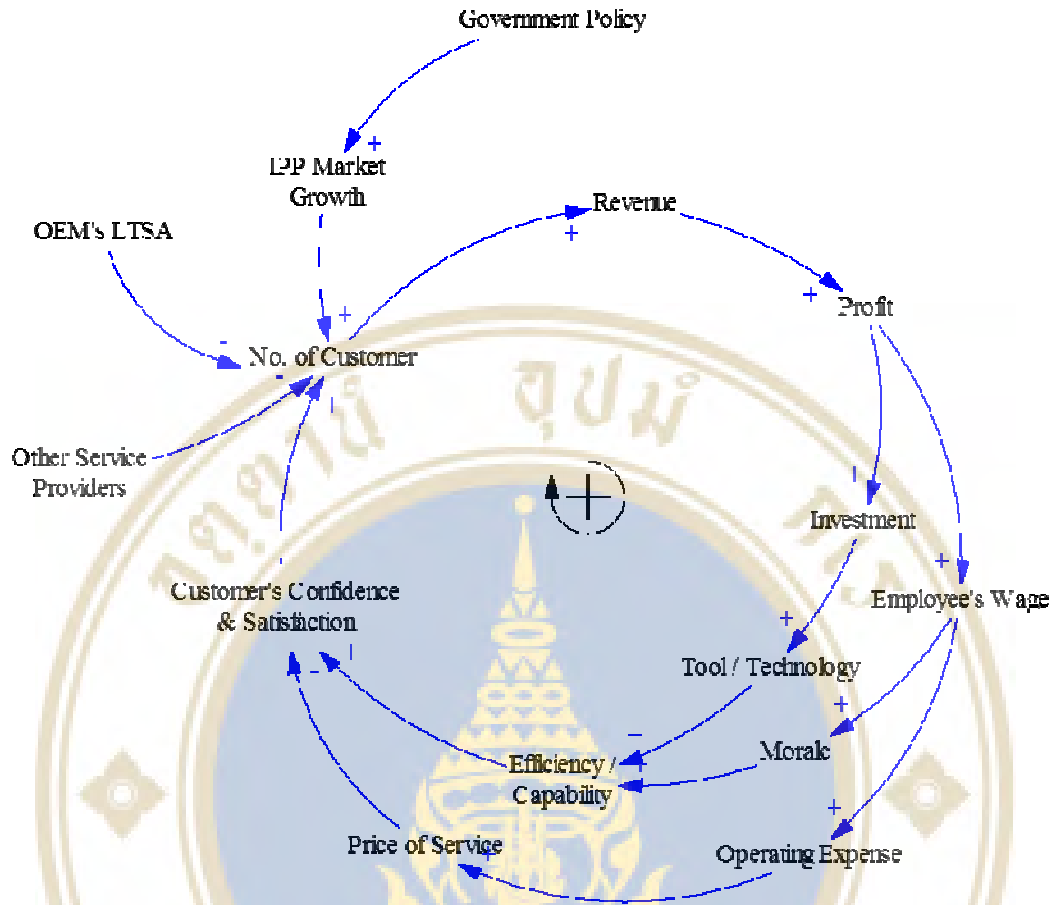 Government Policy
IPP Market
Growth
Revenue
OEM's LTSA
Profit
No. of Customer
Other Service
Providers
Investment
Customer's Confidence
& Satisfaction
Employee's Wage
Tool / Technology
Morale
Efficiency /
Capability
Price of Service
Operating Expense